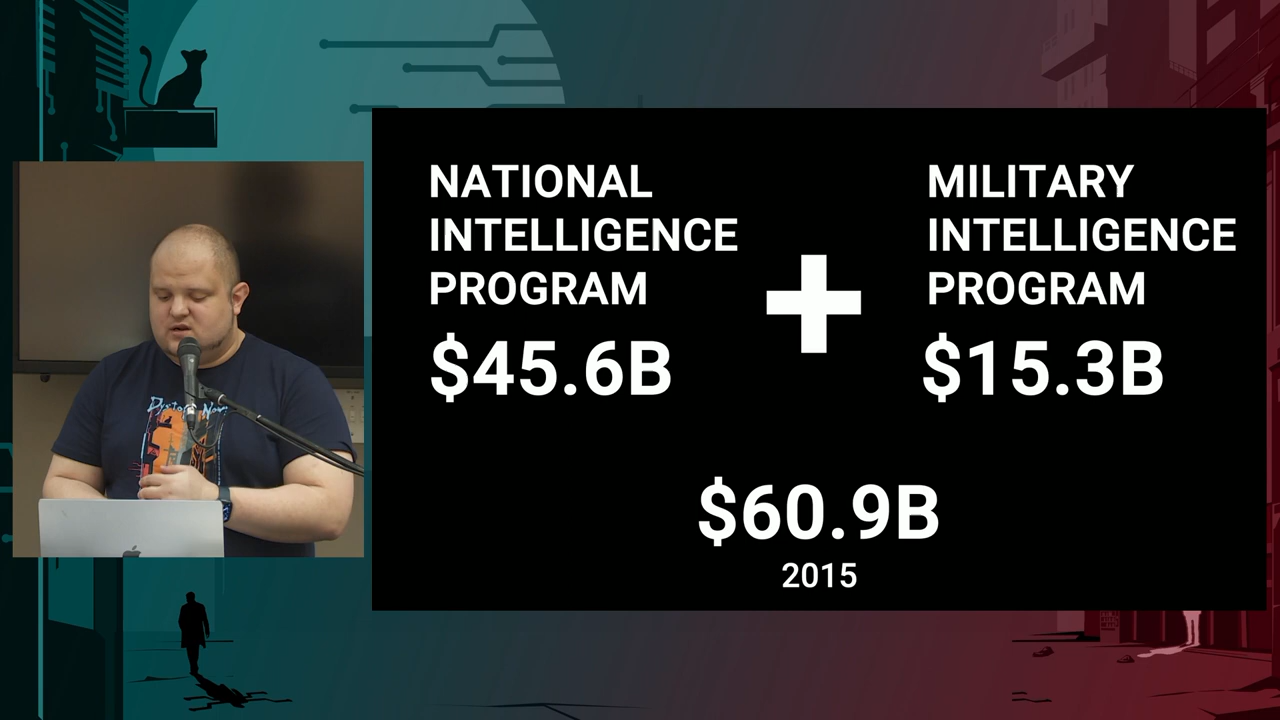 NATIONAL
INTELLIGENCE
PROGRAM
$45.6B
+
MILITARY
INTELLIGENCE
PROGRAM
$15.3B
$60.9B
2015